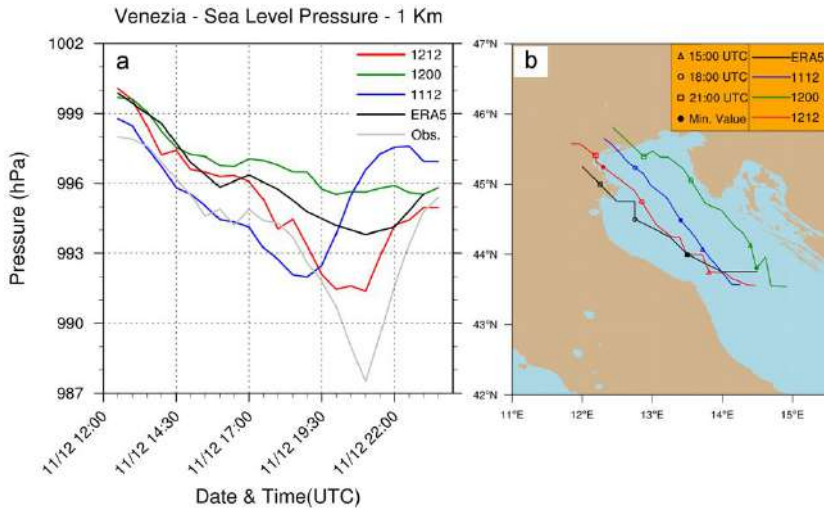 Venezia - Sea Level Pressure - 1 Km
a
1212
1200
1112
ERA5
Obs.
1002
999
996
993
990
987
Pressure (hPa)
11/12 12:00
11/12 14:30
11/12 17:00
11/12 19:30
11/12 22:00
Date & Time(UTC)
b
15:00 UTC
18:00 UTC
21:00 UTC
Min. Value
ERA5
1112
1200
1212
47°N
46°N
45°N
44°N
43°N
42°N
11°E 12°E 13°E 14°E 15°E